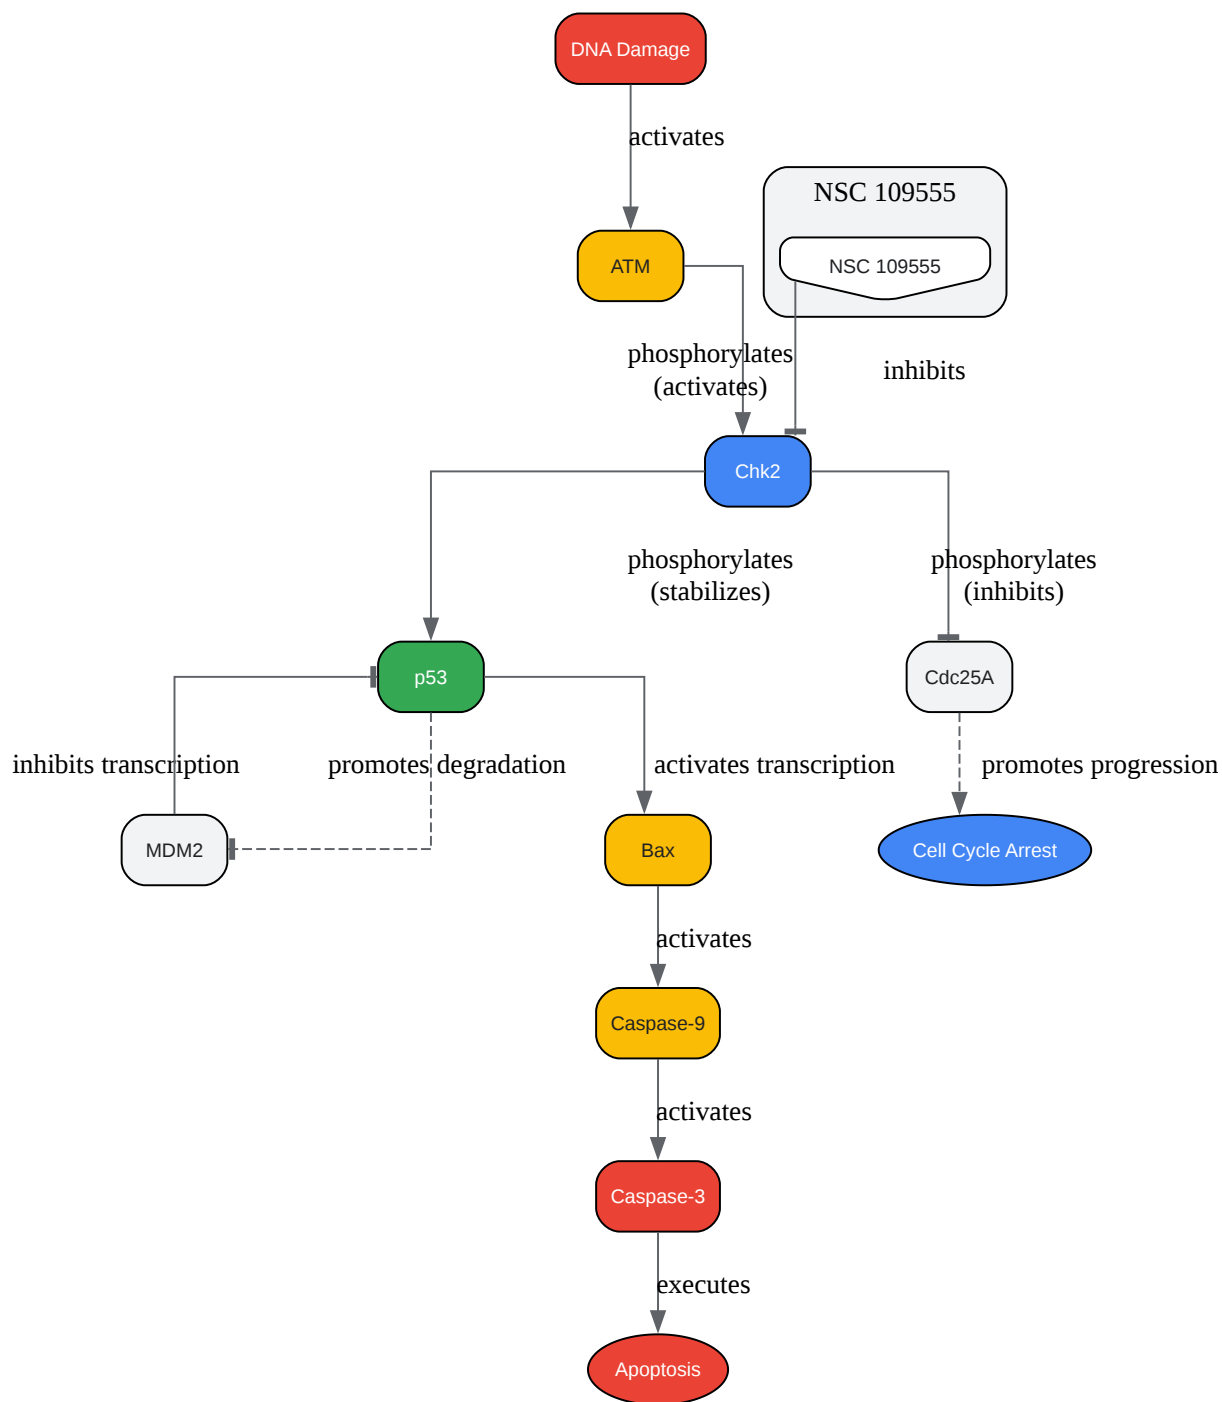 DNA Damage
activates
NSC 109555
ATM
NSC 109555
phosphorylates
(activates)
inhibits
Chk2
phosphorylates
(stabilizes)
phosphorylates
(inhibits)
p53
Cdc25A
inhibits transcription
promotes degradation
activates transcription
promotes progression
MDM2
Bax
Cell Cycle Arrest
activates
Caspase-9
activates
Caspase-3
executes
Apoptosis